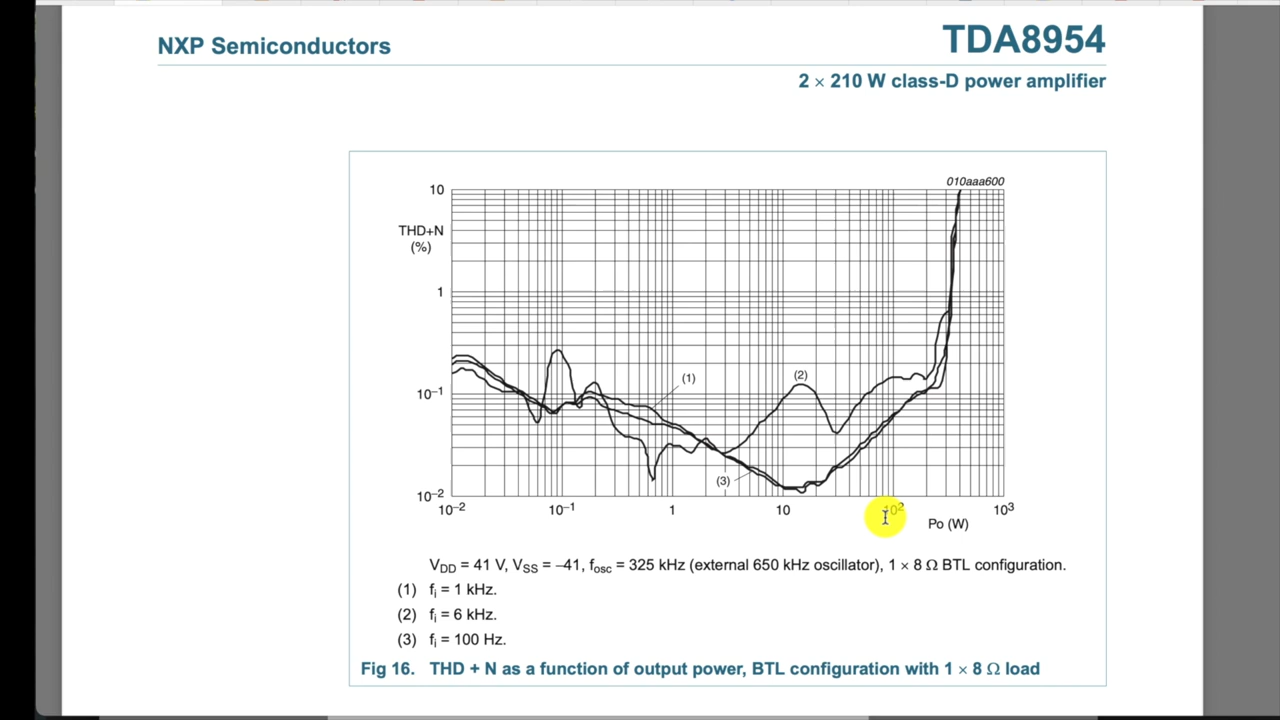 NXP Semiconductors
TDA8954
2 × 210 W class-D power amplifier
010aaa600
10
THD+N
(%)
1
(1)
(2)
10⁻¹
(3)
10⁻²
10⁻² 10⁻¹ 1 10 10² 10³
Po (W)
V_DD = 41 V, V_SS = −41, f_osc = 325 kHz (external 650 kHz oscillator), 1 × 8 Ω BTL configuration.
(1) f_i = 1 kHz.
(2) f_i = 6 kHz.
(3) f_i = 100 Hz.
Fig 16. THD + N as a function of output power, BTL configuration with 1 × 8 Ω load